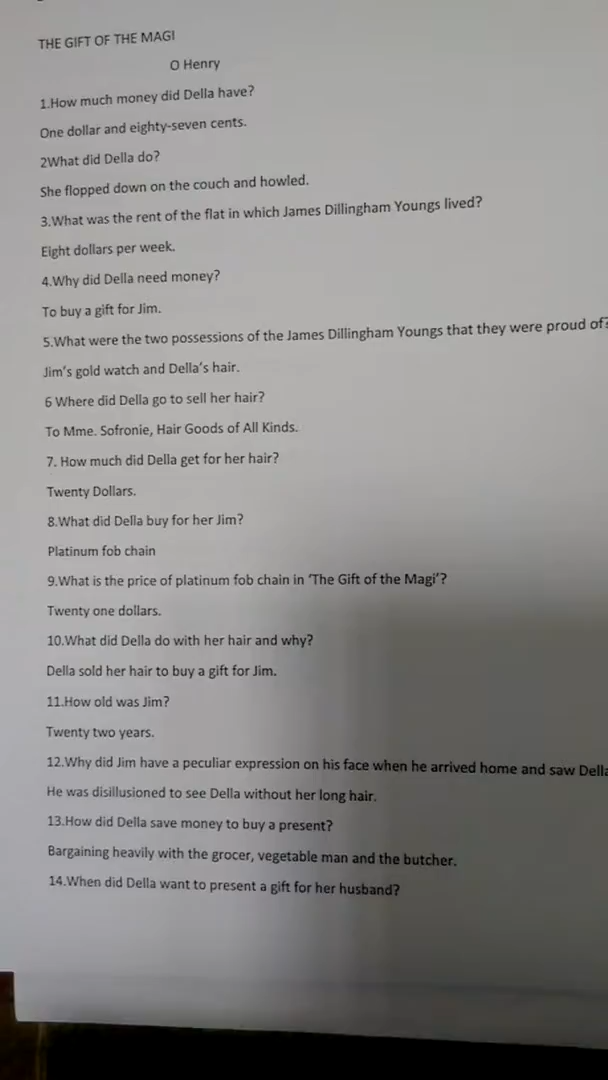 THE GIFT OF THE MAGI
O Henry
1.How much money did Della have?
One dollar and eighty-seven cents.
2What did Della do?
She flopped down on the couch and howled.
3.What was the rent of the flat in which James Dillingham Youngs lived?
Eight dollars per week.
4.Why did Della need money?
To buy a gift for Jim.
5.What were the two possessions of the James Dillingham Youngs that they were proud of?
Jim's gold watch and Della's hair.
6 Where did Della go to sell her hair?
To Mme. Sofronie, Hair Goods of All Kinds.
7. How much did Della get for her hair?
Twenty Dollars.
8.What did Della buy for her Jim?
Platinum fob chain
9.What is the price of platinum fob chain in 'The Gift of the Magi'?
Twenty one dollars.
10.What did Della do with her hair and why?
Della sold her hair to buy a gift for Jim.
11.How old was Jim?
Twenty two years.
12.Why did Jim have a peculiar expression on his face when he arrived home and saw Della
He was disillusioned to see Della without her long hair.
13.How did Della save money to buy a present?
Bargaining heavily with the grocer, vegetable man and the butcher.
14.When did Della want to present a gift for her husband?